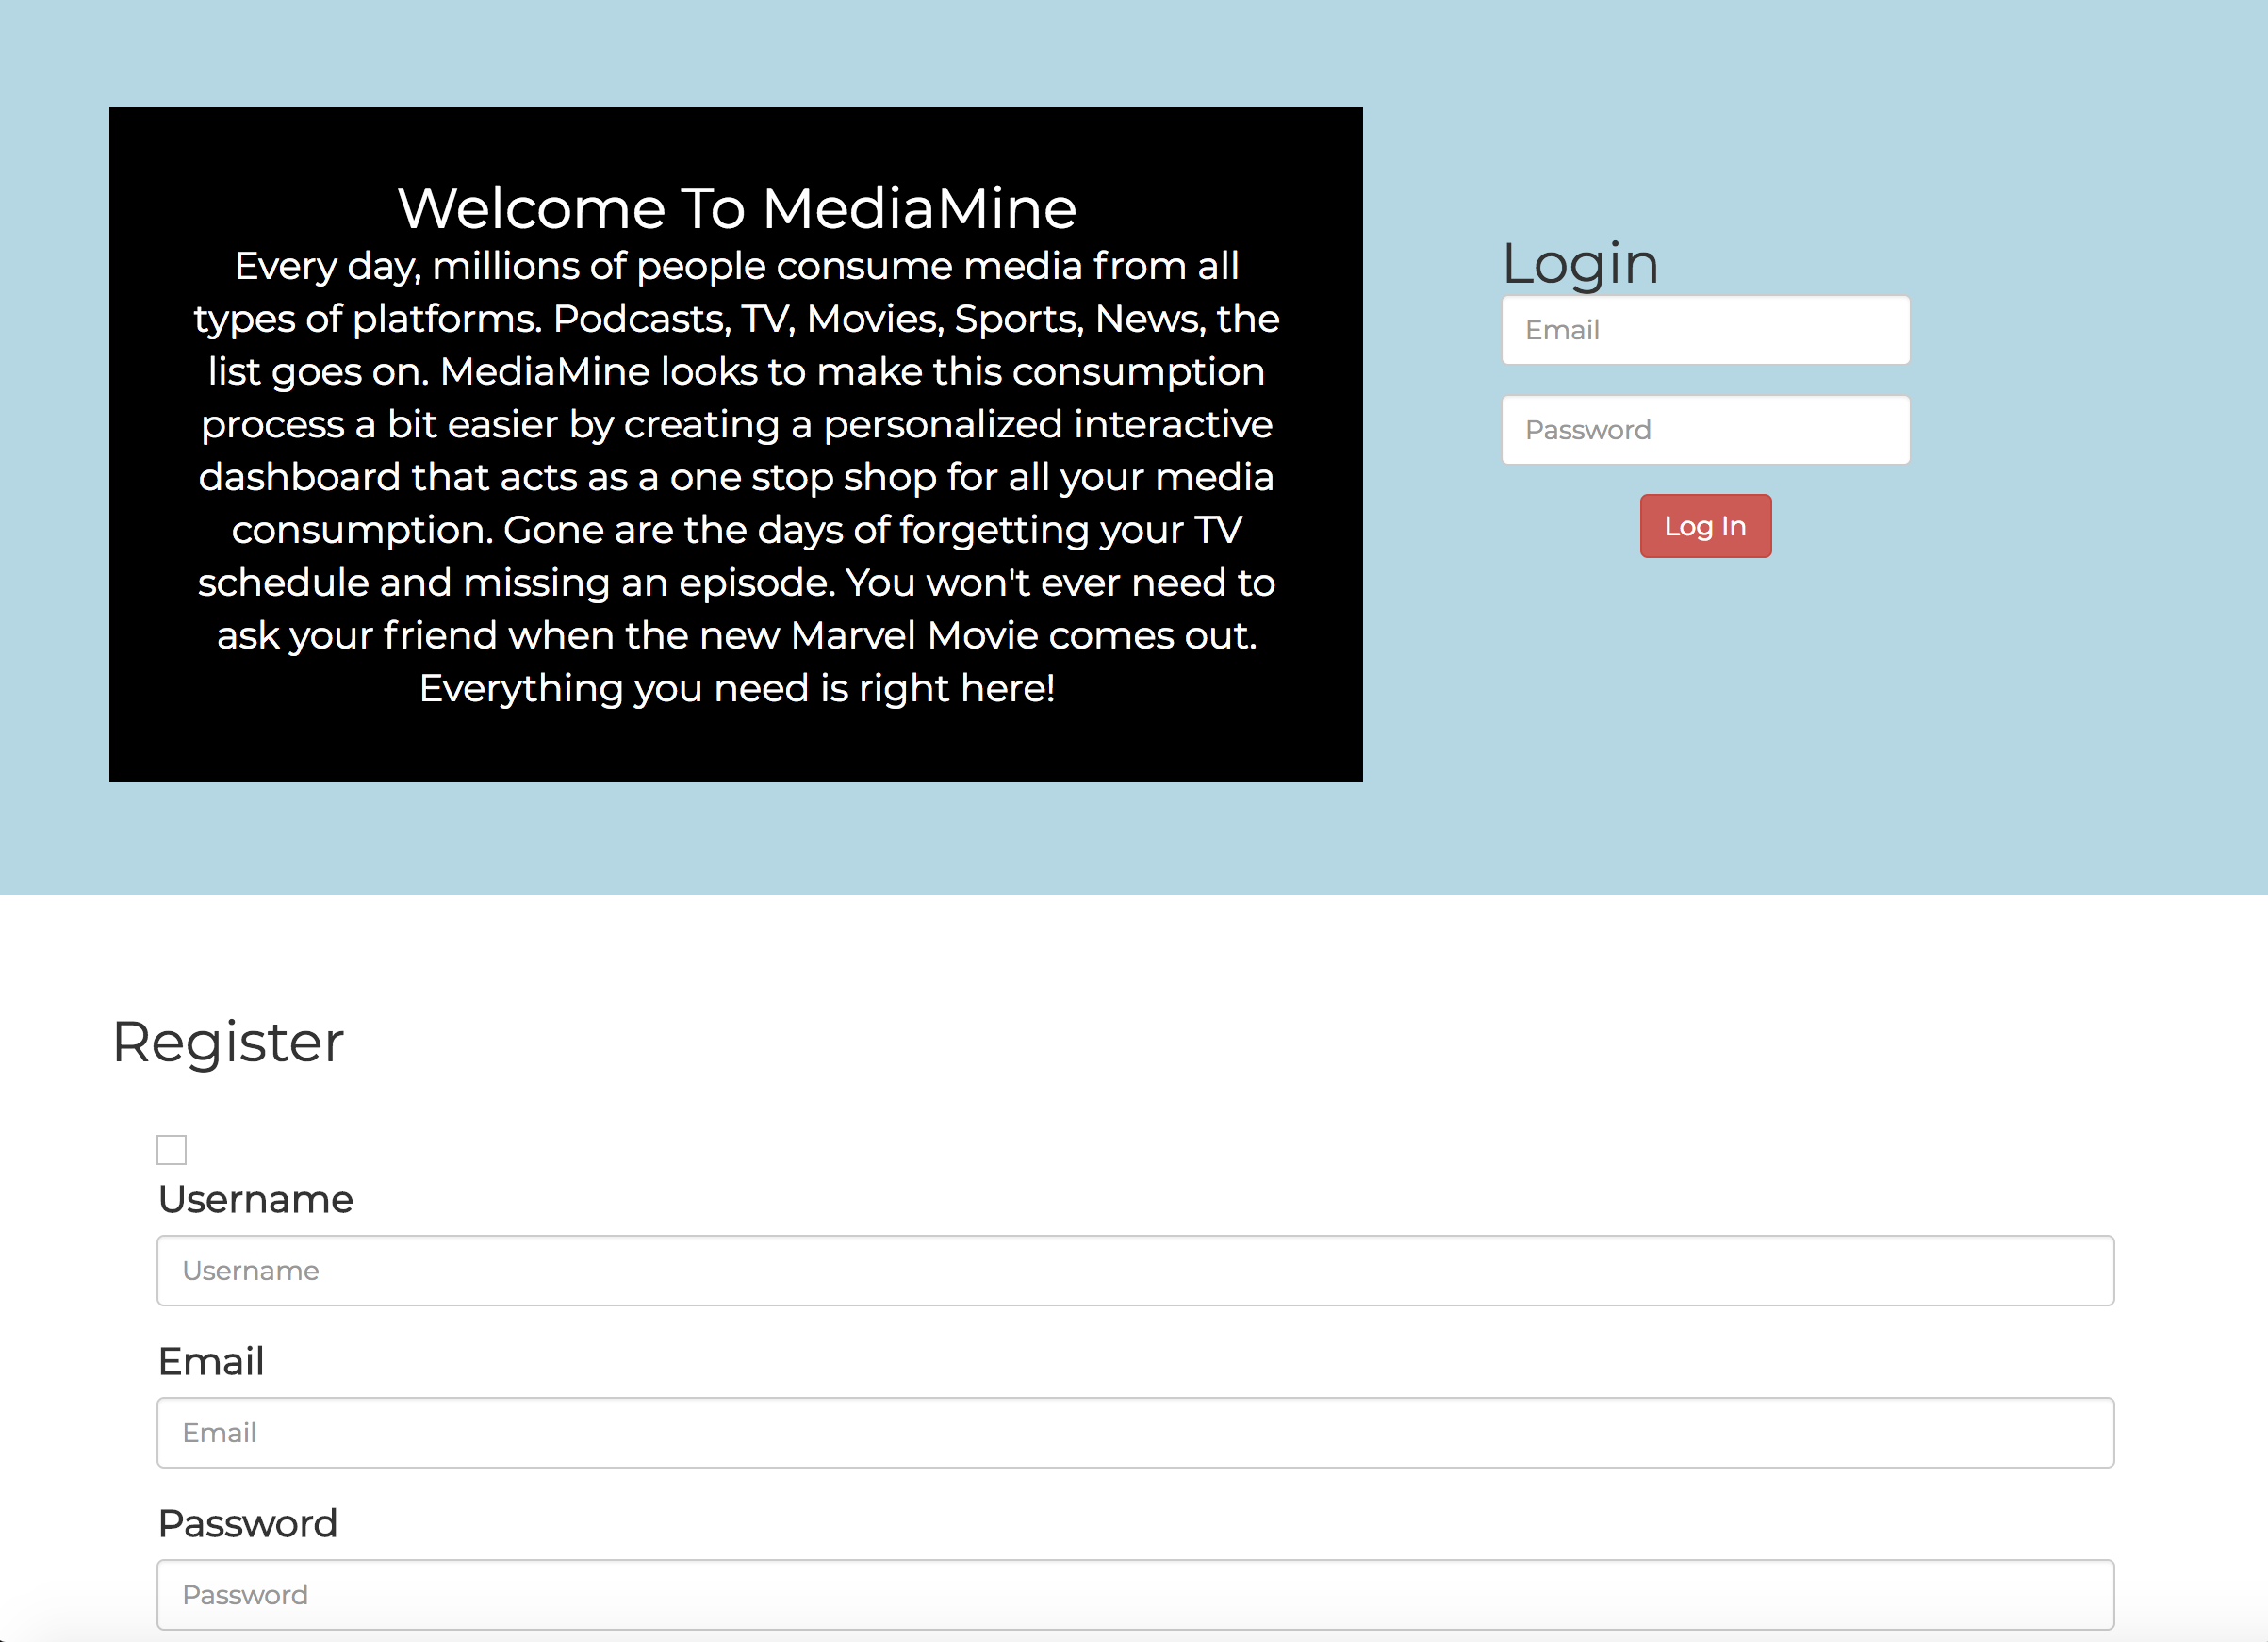 Welcome To MediaMine
Every day, millions of people consume media from all
types of platforms. Podcasts, TV, Movies, Sports, News, the
list goes on. MediaMine looks to make this consumption
process a bit easier by creating a personalized interactive
dashboard that acts as a one stop shop for all your media
consumption. Gone are the days of forgetting your TV
schedule and missing an episode. You won't ever need to
ask your friend when the new Marvel Movie comes out.
Everything you need is right here!
Login
Email
Password
Log In
Register
Username
Username
Email
Email
Password
Password